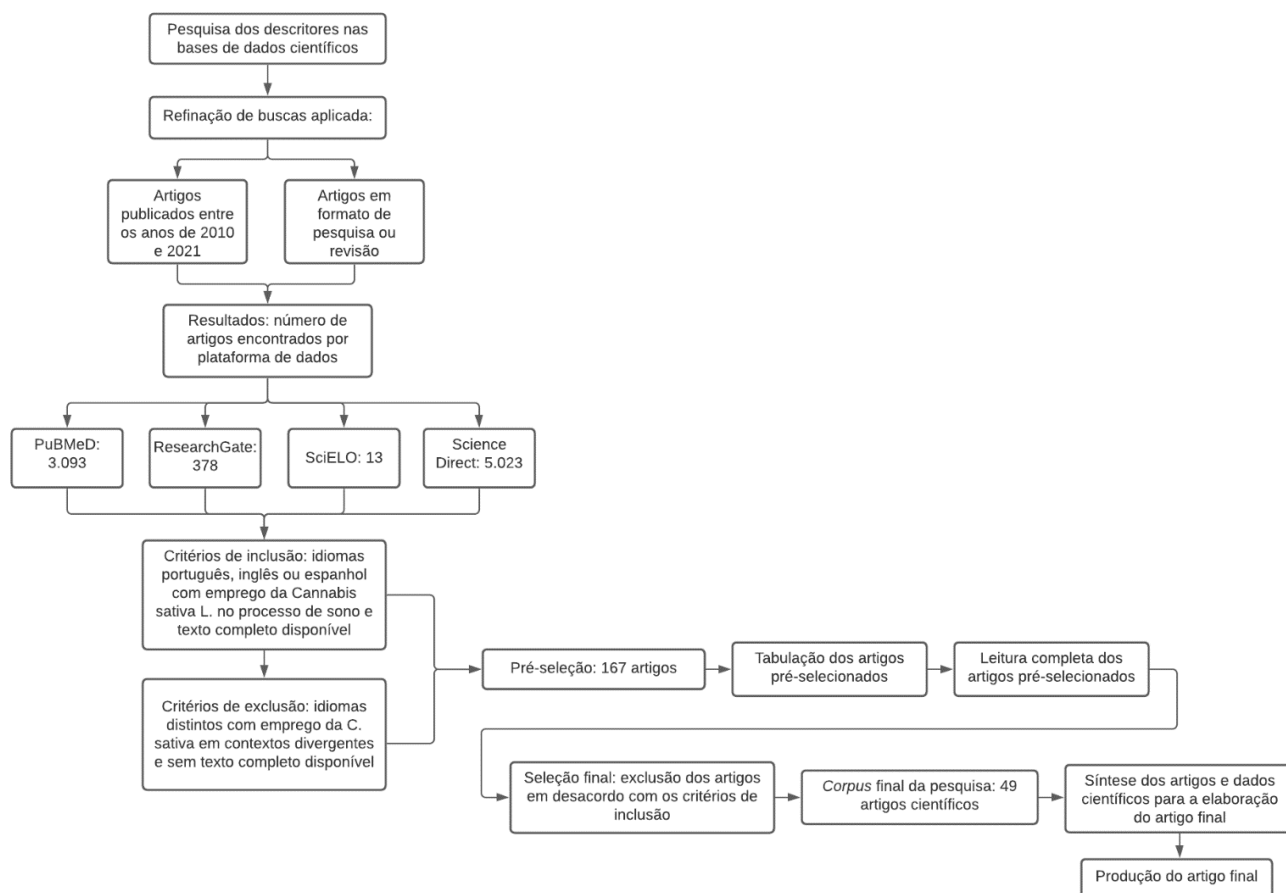 Pesquisa dos descritores nas
bases de dados científicos
Refinação de buscas aplicada:
Artigos
publicados entre
os anos de 2010
e 2021
Artigos em
formato de
pesquisa ou
revisão
Resultados: número de
artigos encontrados por
plataforma de dados
PuBMeD:
3.093
ResearchGate:
378
SciELO: 13
Science
Direct: 5.023
Critérios de inclusão: idiomas
português, inglês ou espanhol
com emprego da Cannabis
sativa L. no processo de sono e
texto completo disponível
Critérios de exclusão: idiomas
distintos com emprego da C.
sativa em contextos divergentes
e sem texto completo disponível
Pré-seleção: 167 artigos
Tabulação dos artigos
pré-selecionados
Leitura completa dos
artigos pré-selecionados
Seleção final: exclusão dos artigos
em desacordo com os critérios de
inclusão
Corpus final da pesquisa: 49
artigos científicos
Síntese dos artigos e dados
científicos para a elaboração
do artigo final
Produção do artigo final